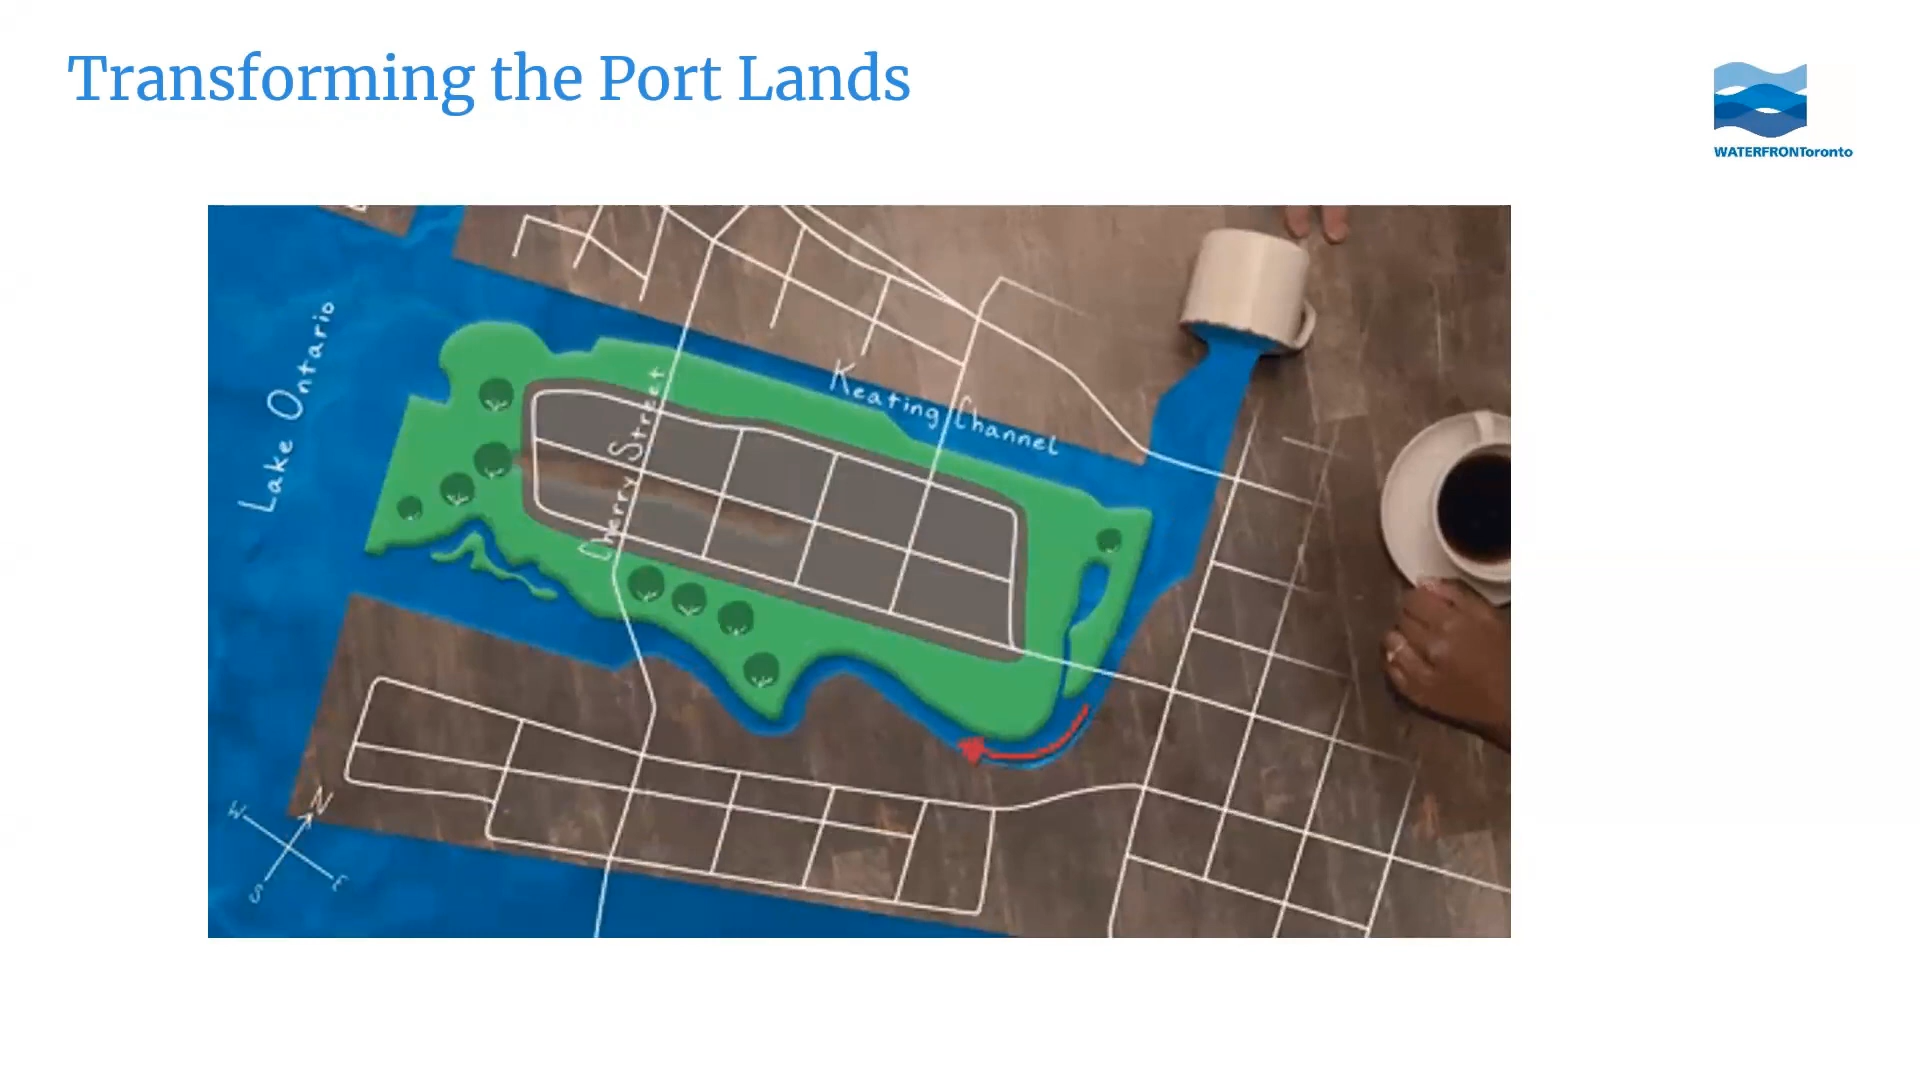 Transforming the Port Lands
WATERFRONToronto
Lake Ontario
Keating Channel
Cherry Street
N
W
E
S